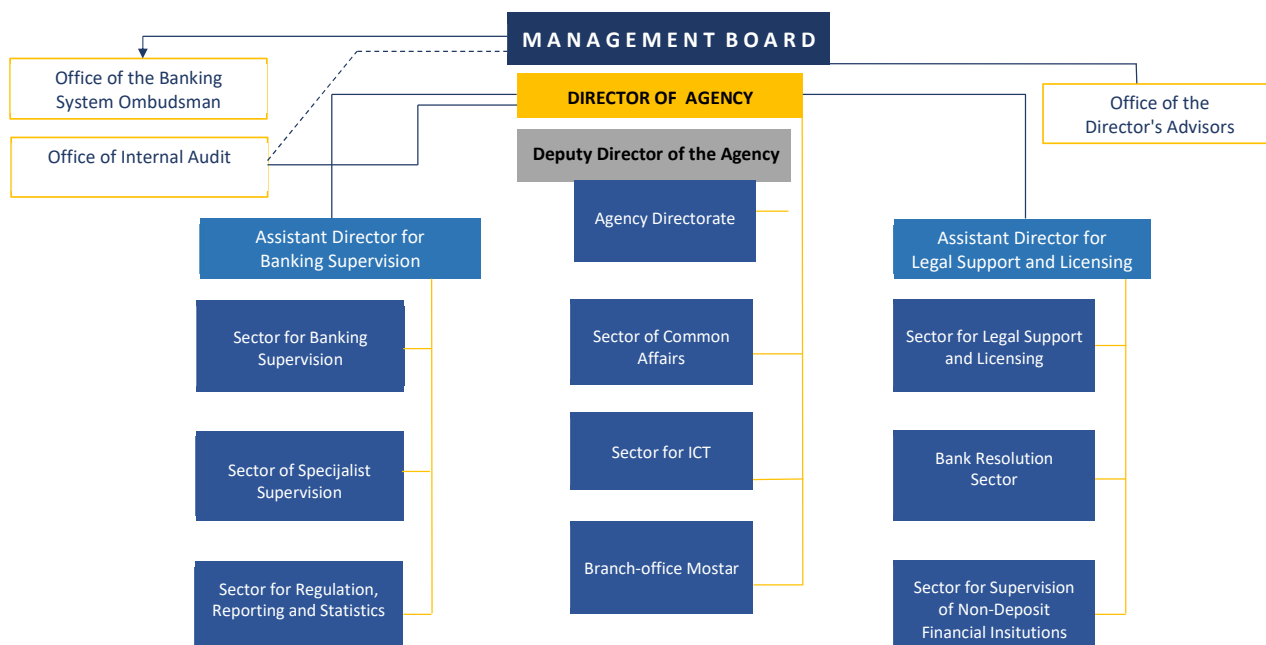 MANAGEMENT BOARD
Office of the Banking
System Ombudsman
DIRECTOR OF AGENCY
Office of the
Director's Advisors
Office of Internal Audit
Deputy Director of the Agency
Agency Directorate
Assistant Director for
Banking Supervision
Assistant Director for
Legal Support and Licensing
Sector for Banking
Supervision
Sector of Common
Affairs
Sector for Legal Support
and Licensing
Sector of Specijalist
Supervision
Sector for ICT
Bank Resolution
Sector
Sector for Regulation,
Reporting and Statistics
Branch-office Mostar
Sector for Supervision
of Non-Deposit
Financial Insitutions